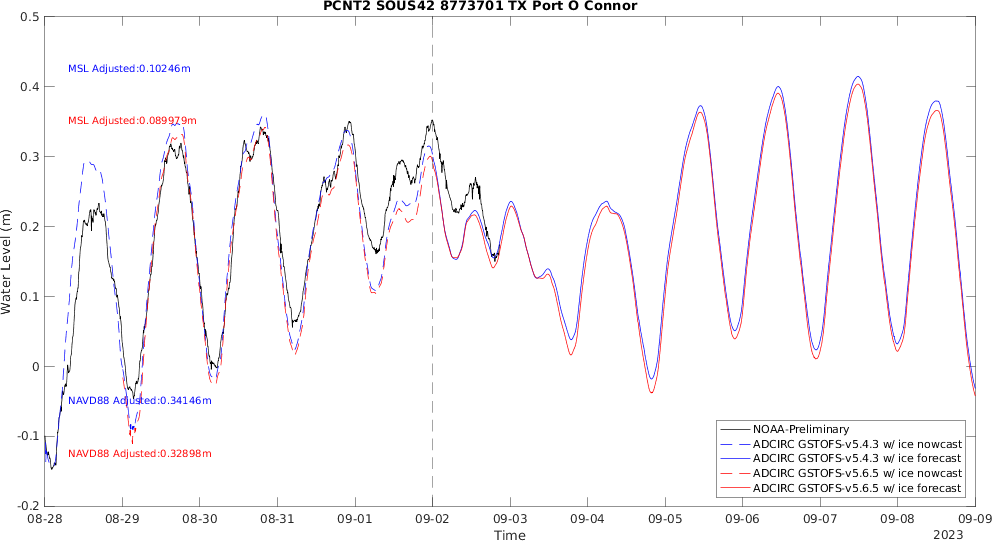 PCNT2 SOUS42 8773701 TX Port O Connor
0.5
0.4
0.3
0.2
0.1
0
-0.1
-0.2
Water Level (m)
MSL Adjusted:0.10246m
MSL Adjusted:0.089979m
NAVD88 Adjusted:0.34146m
NAVD88 Adjusted:0.32898m
NOAA-Preliminary
ADCIRC GSTOFS-v5.4.3 w/ ice nowcast
ADCIRC GSTOFS-v5.4.3 w/ ice forecast
ADCIRC GSTOFS-v5.6.5 w/ ice nowcast
ADCIRC GSTOFS-v5.6.5 w/ ice forecast
08-28 08-29 08-30 08-31 09-01 09-02 09-03 09-04 09-05 09-06 09-07 09-08 09-09
Time
2023